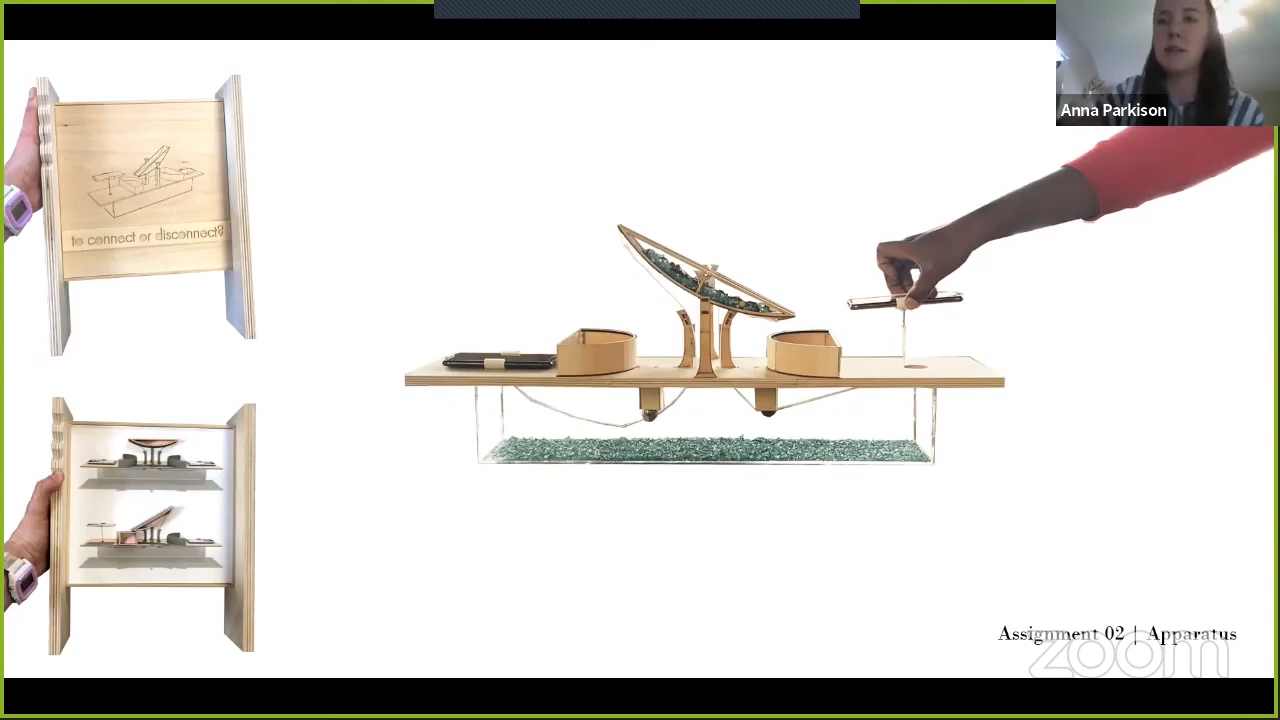 Anna Parkison
to connect or disconnect?
Assignment 02 | Apparatus
zoom